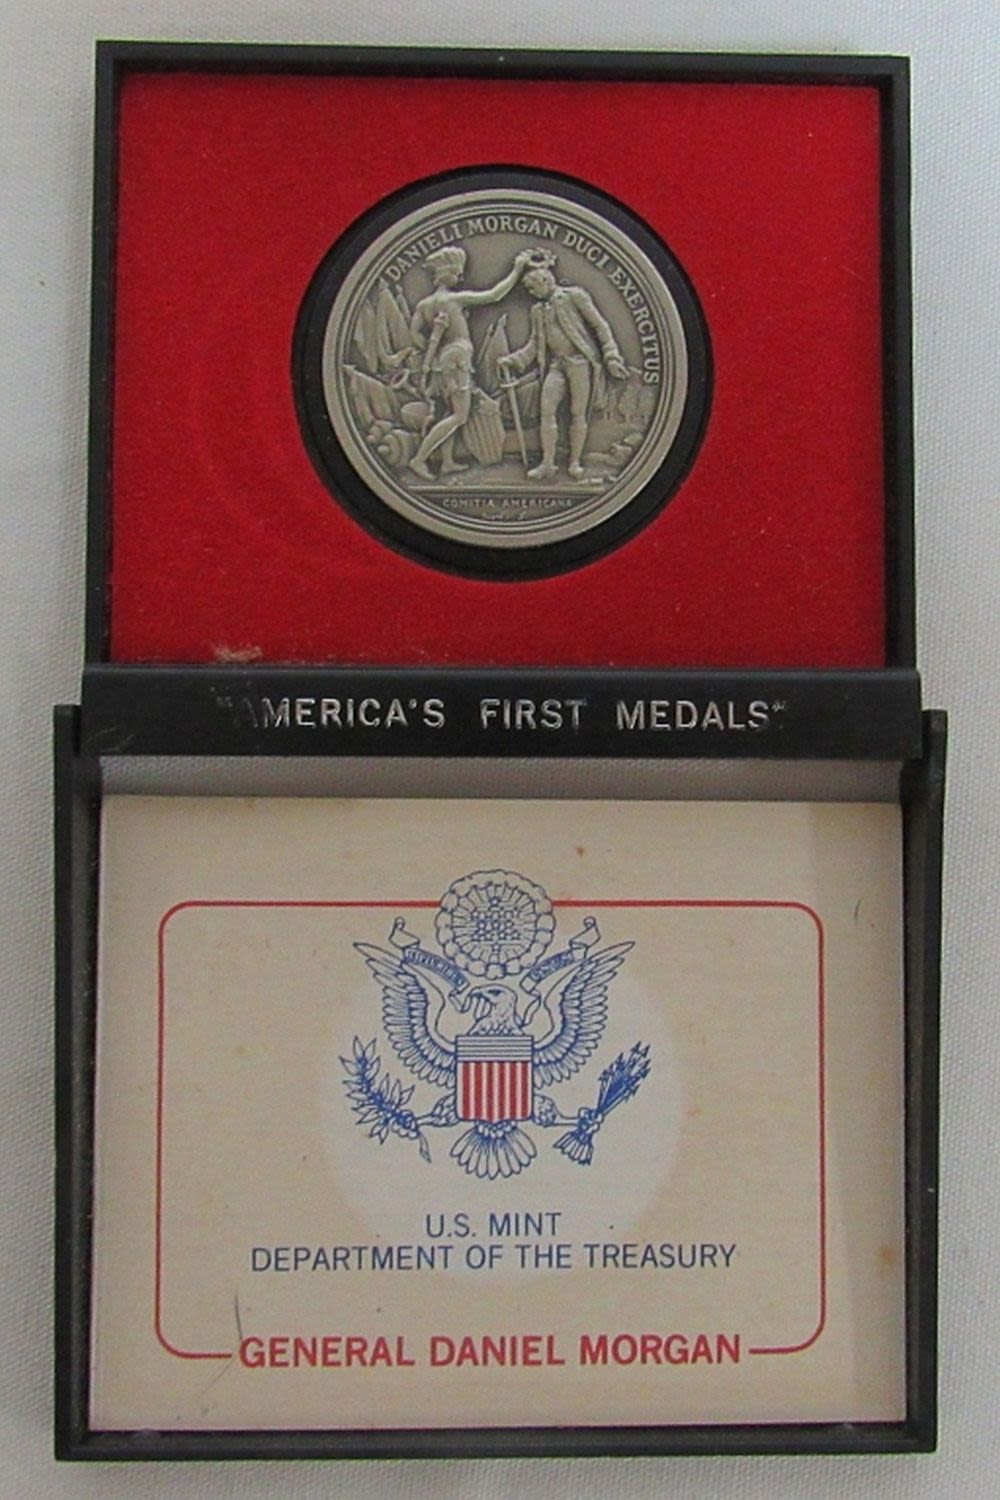 DANIELI MORGAN DUCI EXERCITUS
COMITIA AMERICANA
"AMERICA'S FIRST MEDALS"
U.S. MINT
DEPARTMENT OF THE TREASURY
GENERAL DANIEL MORGAN